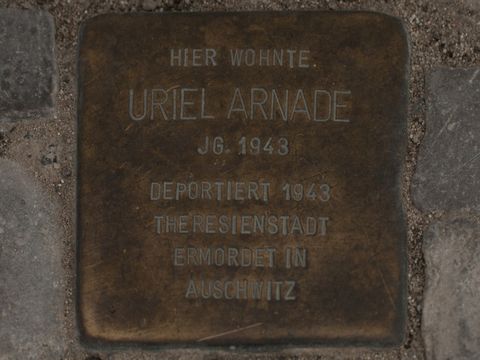 HIER WOHNTE
URIEL ARNADE
JG. 1943
DEPORTIERT 1943
THERESIENSTADT
ERMORDET IN
AUSCHWITZ